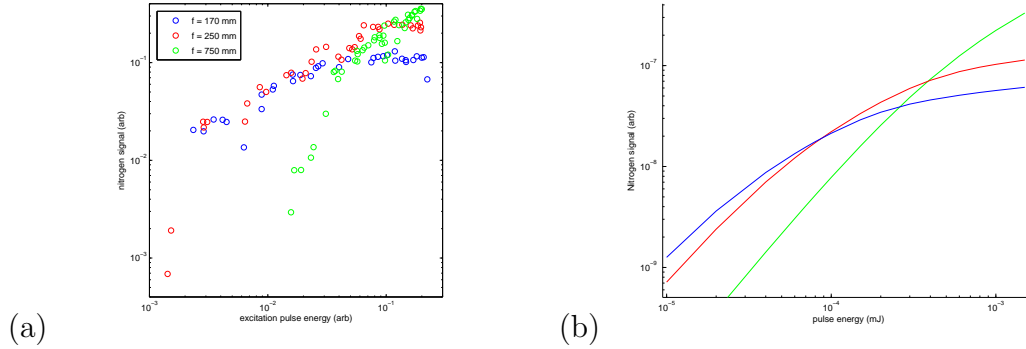 f = 170 mm
f = 250 mm
f = 750 mm
nitrogen signal (arb)
10⁻¹
10⁻²
10⁻³
10⁻³
10⁻²
10⁻¹
excitation pulse energy (arb)
(a)
Nitrogen signal (arb)
10⁻⁷
10⁻⁸
10⁻⁹
10⁻⁵
10⁻⁴
10⁻³
pulse energy (mJ)
(b)